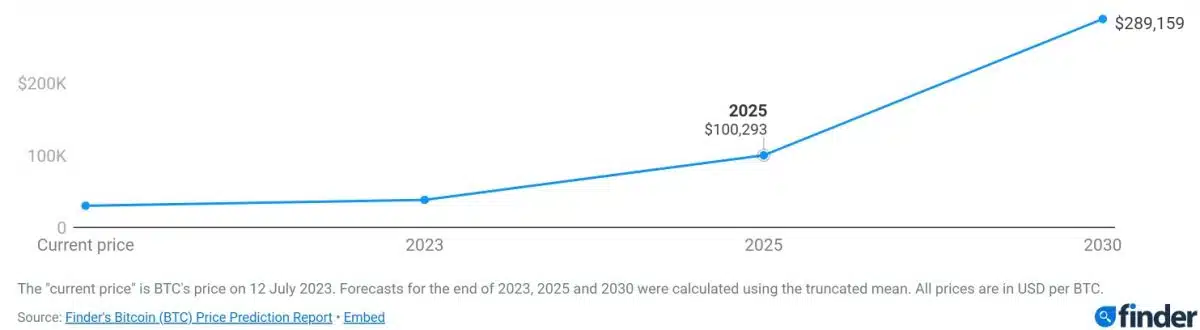 $289,159
$200K
2025
$100,293
100K
0
Current price 2023 2025 2030
The "current price" is BTC's price on 12 July 2023. Forecasts for the end of 2023, 2025 and 2030 were calculated using the truncated mean. All prices are in USD per BTC.
Source: Finder's Bitcoin (BTC) Price Prediction Report • Embed
finder